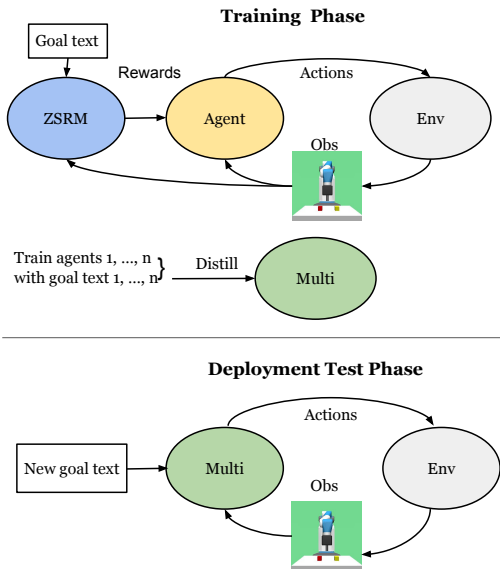 Training Phase
Goal text
Rewards
Actions
ZSRM
Agent
Env
Obs
Train agents 1, ..., n
with goal text 1, ..., n
}
Distill
Multi
Deployment Test Phase
Actions
New goal text
Multi
Env
Obs